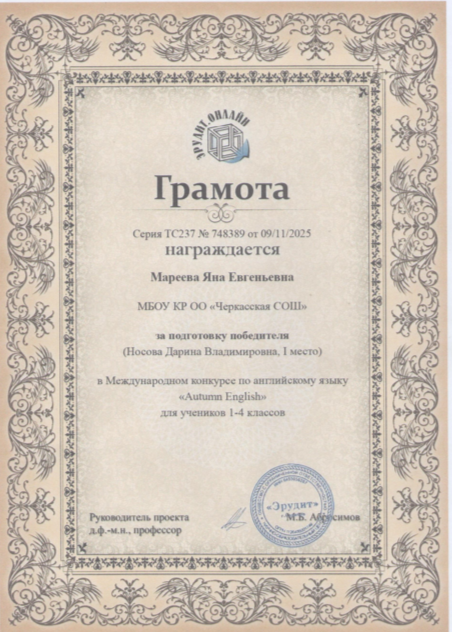 ЭРУДИТ.ОНЛАЙН
Грамота
Серия ТС237 № 748389 от 09/11/2025
награждается
Мареева Яна Евгеньевна
МБОУ КР ОО «Черкасская СОШ»
за подготовку победителя
(Носова Дарина Владимировна, I место)
в Международном конкурсе по английскому языку
«Autumn English»
для учеников 1-4 классов
«Эрудит»
Руководитель проекта
М.Б. Абросимов
д.ф.-м.н., профессор